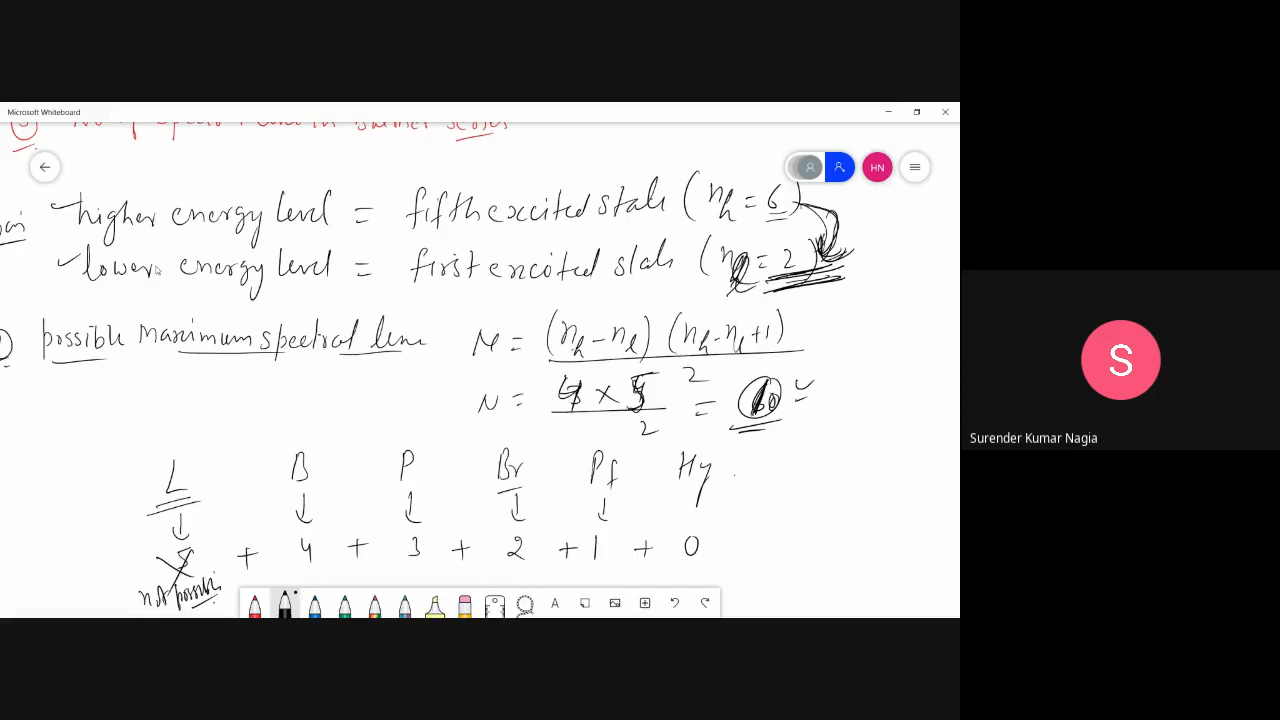 Microsoft Whiteboard
HN
higher energy level = fifth excited state (nh = 6)
lower energy level = first excited state (nl = 2)
possible maximum spectral line N = (nh - nl) (nh - nl + 1)
2
N = 4 × 5 = 10
2
L B P Br Pf Hy
5 + 4 + 3 + 2 + 1 + 0
not possible
A
S
Surender Kumar Nagia